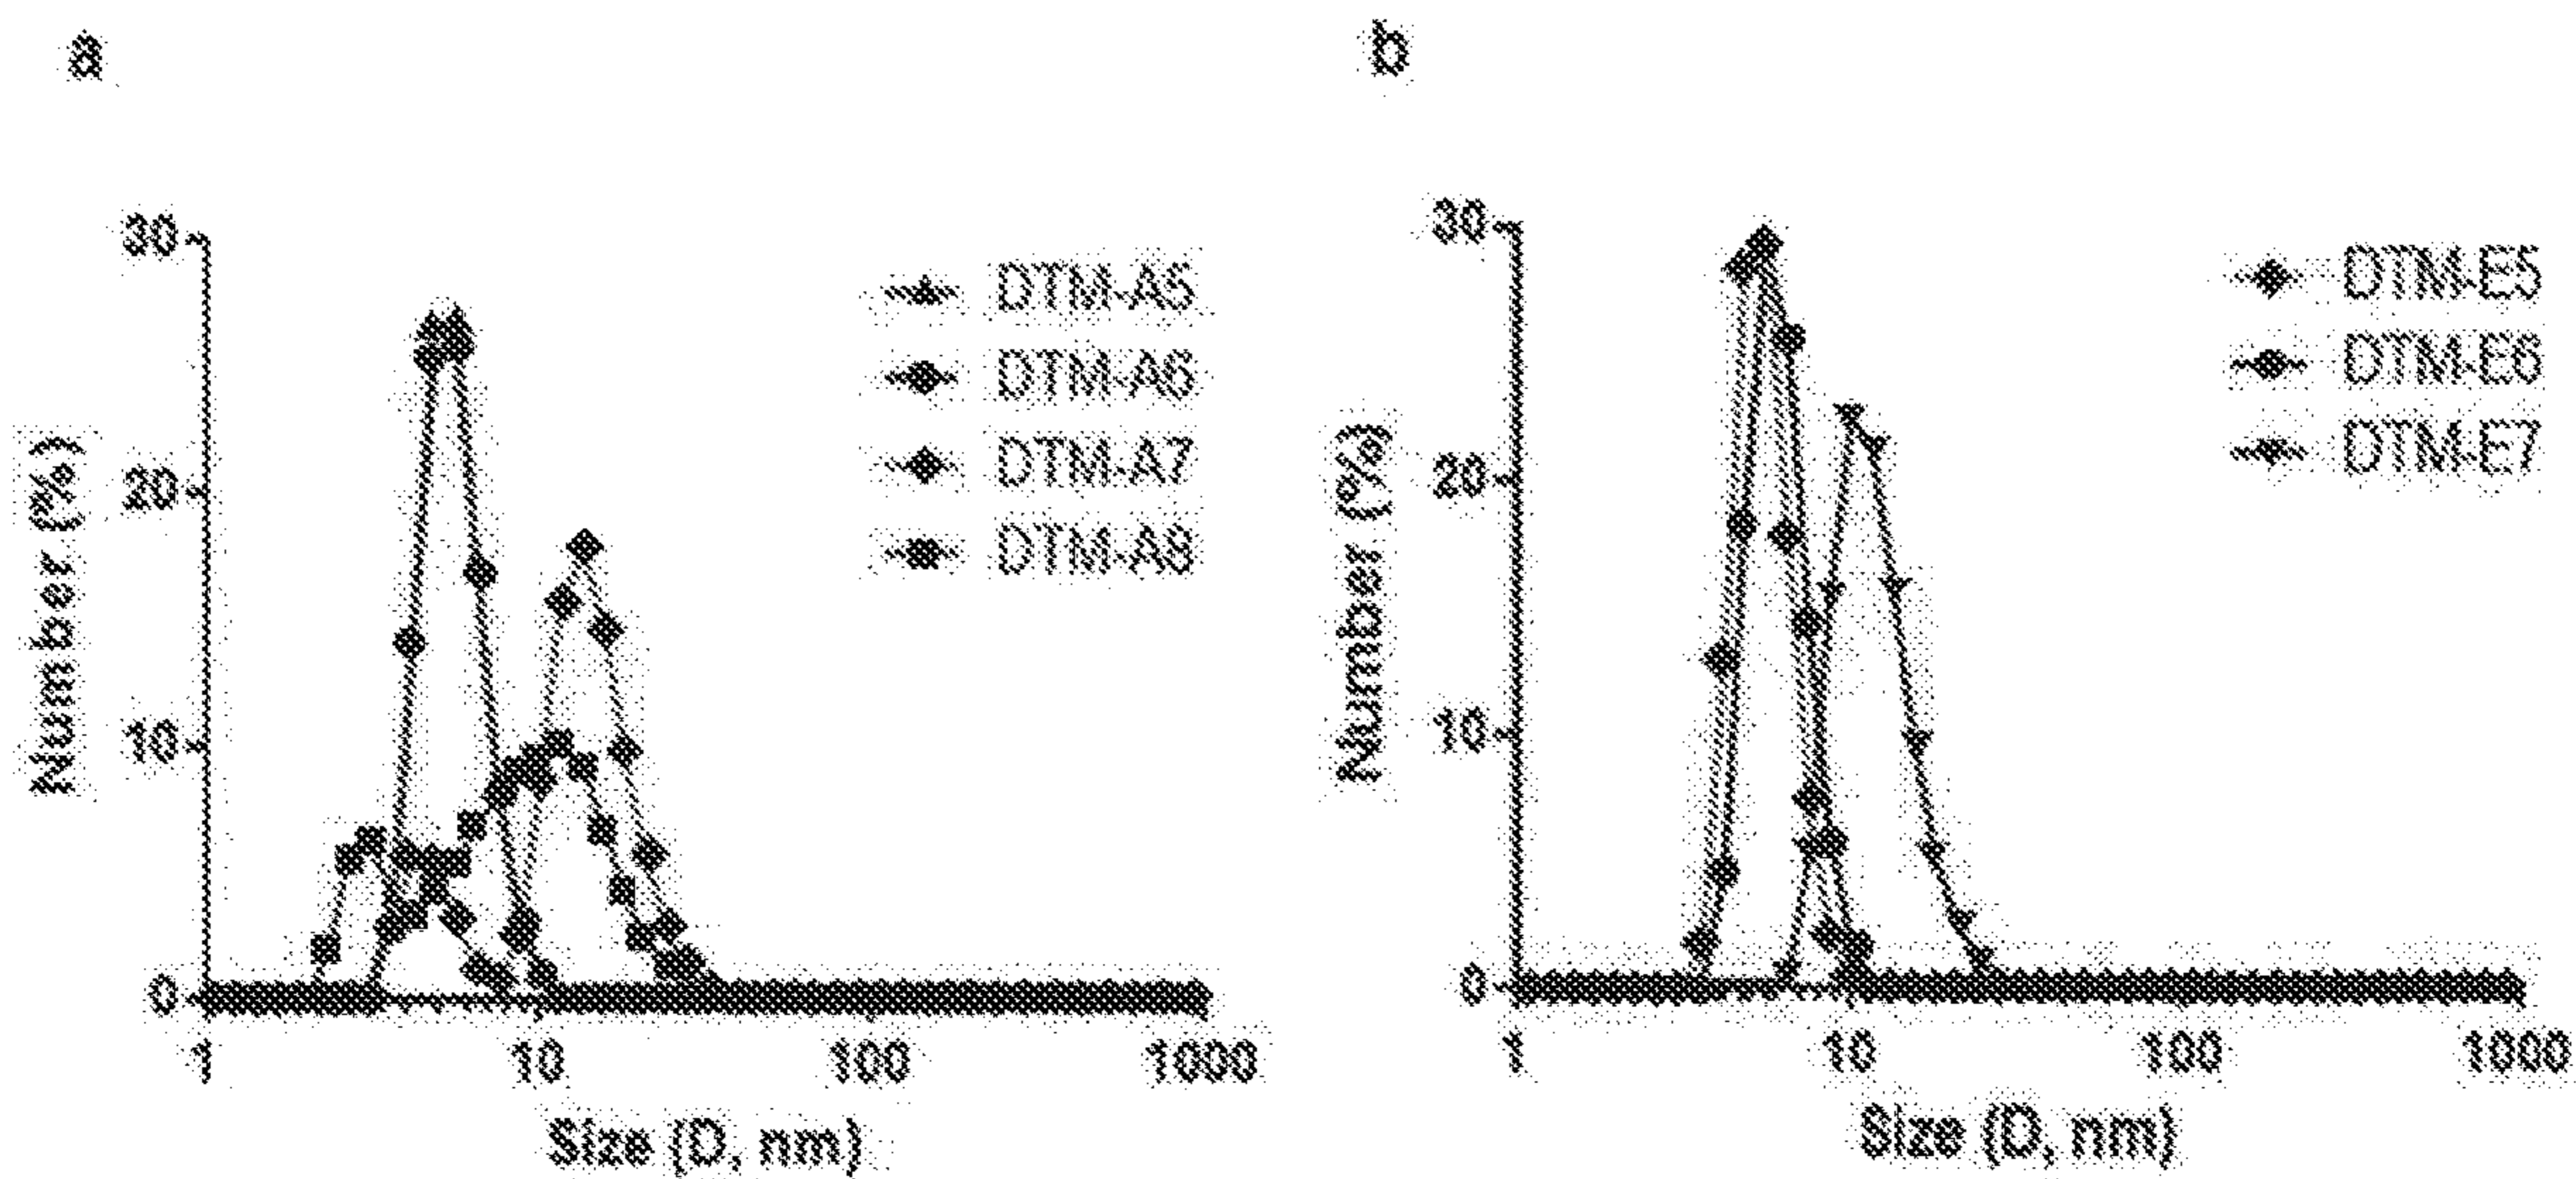 a
30
20
10
0
Number (%)
1
10
100
1000
Size (D, nm)
DTM-A5
DTM-A6
DTM-A7
DTM-A8
b
30
20
10
0
Number (%)
1
10
100
1000
Size (D, nm)
DTM-E5
DTM-E6
DTM-E7